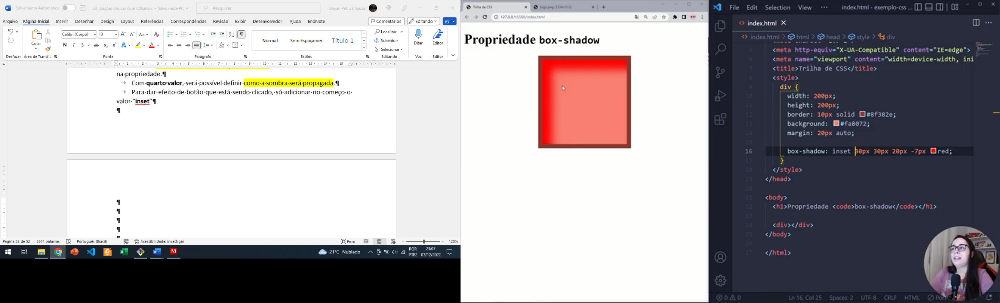 Salvamento Automático
Estilizações básicas com CSS.docx • Salvo neste PC
Pesquisar
Brayan Petrick Souza
Arquivo Página Inicial Inserir Desenhar Design Layout Referências Correspondências Revisão Exibir Desenvolvedor Ajuda EndNote
Comentários
Editando
Colar
Calibri (Corpo) 13
Normal
Sem Espaçamer
Título 1
Localizar
Substituir
Selecionar
Ditar
Editor
Desfazer
Área de Transf...
Fonte
Parágrafo
Estilos
Editando
Voz
Editor
na·propriedade.¶
→ Com·quarto·valor,·será·possível·definir·como·a·sombra·será·propagada.¶
→ Para·dar·efeito·de·botão·que·está·sendo·clicado,·só·adicionar·no·começo·o·
valor·“inset”¶
¶
¶
¶
¶
¶
Página 52 de 52
5844 palavras
Português (Brasil)
Acessibilidade: investigar
Foco
120%
21°C Nublado
POR
PTB2
23:07
07/12/2022
Trilha de CSS
logo.png (1334×513)
127.0.0.1:5500/index.html
Propriedade box-shadow
File Edit Selection View ···
index.html - exemplo-css ...
index.html
index.html > html > head > style > div
5 <meta http-equiv="X-UA-Compatible" content="IE=edge">
6 <meta name="viewport" content="width=device-width, ini
7 <title>Trilha de CSS</title>
8 <style>
9 div {
10 width: 200px;
11 height: 200px;
12 border: 10px solid #8f382e;
13 background: #fa8072;
14 margin: 20px auto;
15
16 box-shadow: inset 30px 30px 20px -7px red;
17 }
18 </style>
19 </head>
20
21 <body>
22 <h1>Propriedade <code>box-shadow</code></h1>
23
24 <div></div>
25 </body>
26
27 </html>
0 0
Ln 16, Col 25
Spaces: 2
UTF-8
CRLF
HTML